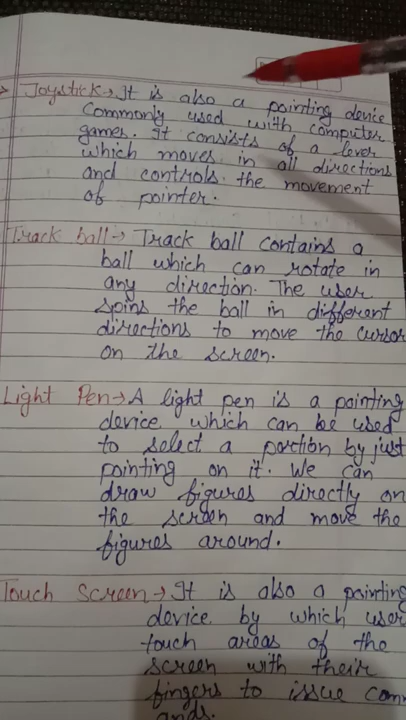 Joystick → It is also a pointing device
commonly used with computer
games. It consists of a lever
which moves in all directions
and controls the movement
of pointer.
Track ball → Track ball contains a
ball which can rotate in
any direction. The user
spins the ball in different
directions to move the cursor
on the screen.
Light Pen → A light pen is a pointing
device which can be used
to select a portion by just
pointing on it. We can
draw figures directly on
the screen and move the
figures around.
Touch Screen → It is also a pointing
device by which user
touch areas of the
screen with their
fingers to issue comm
ands.